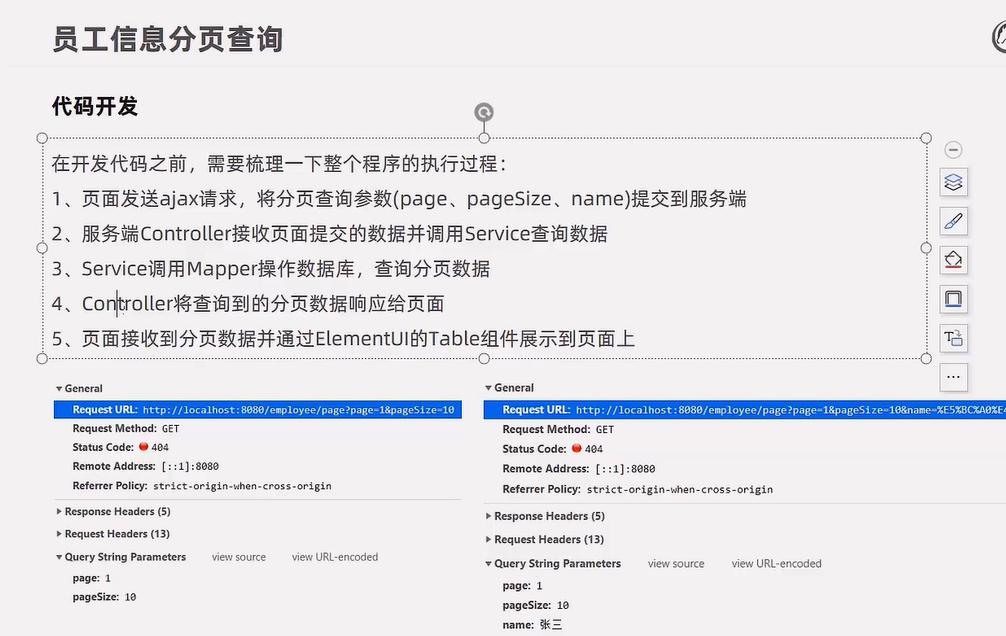 员工信息分页查询
代码开发
在开发代码之前，需要梳理一下整个程序的执行过程：
1、页面发送ajax请求，将分页查询参数(page、pageSize、name)提交到服务端
2、服务端Controller接收页面提交的数据并调用Service查询数据
3、Service调用Mapper操作数据库，查询分页数据
4、Controller将查询到的分页数据响应给页面
5、页面接收到分页数据并通过ElementUI的Table组件展示到页面上
General
Request URL: http://localhost:8080/employee/page?page=1&pageSize=10
Request Method: GET
Status Code: 404
Remote Address: [::1]:8080
Referrer Policy: strict-origin-when-cross-origin
Response Headers (5)
Request Headers (13)
Query String Parameters view source view URL-encoded
page: 1
pageSize: 10
General
Request URL: http://localhost:8080/employee/page?page=1&pageSize=10&name=%E5%BC%A0%E4
Request Method: GET
Status Code: 404
Remote Address: [::1]:8080
Referrer Policy: strict-origin-when-cross-origin
Response Headers (5)
Request Headers (13)
Query String Parameters view source view URL-encoded
page: 1
pageSize: 10
name: 张三